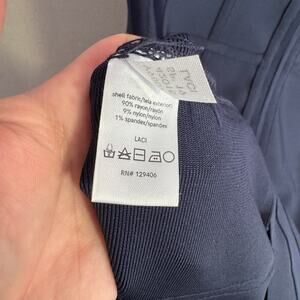 shell fabric/tela exterior:
90% rayon/rayón
9% nylon/nylon
1% spandex/spandex
LACI
RN# 129406